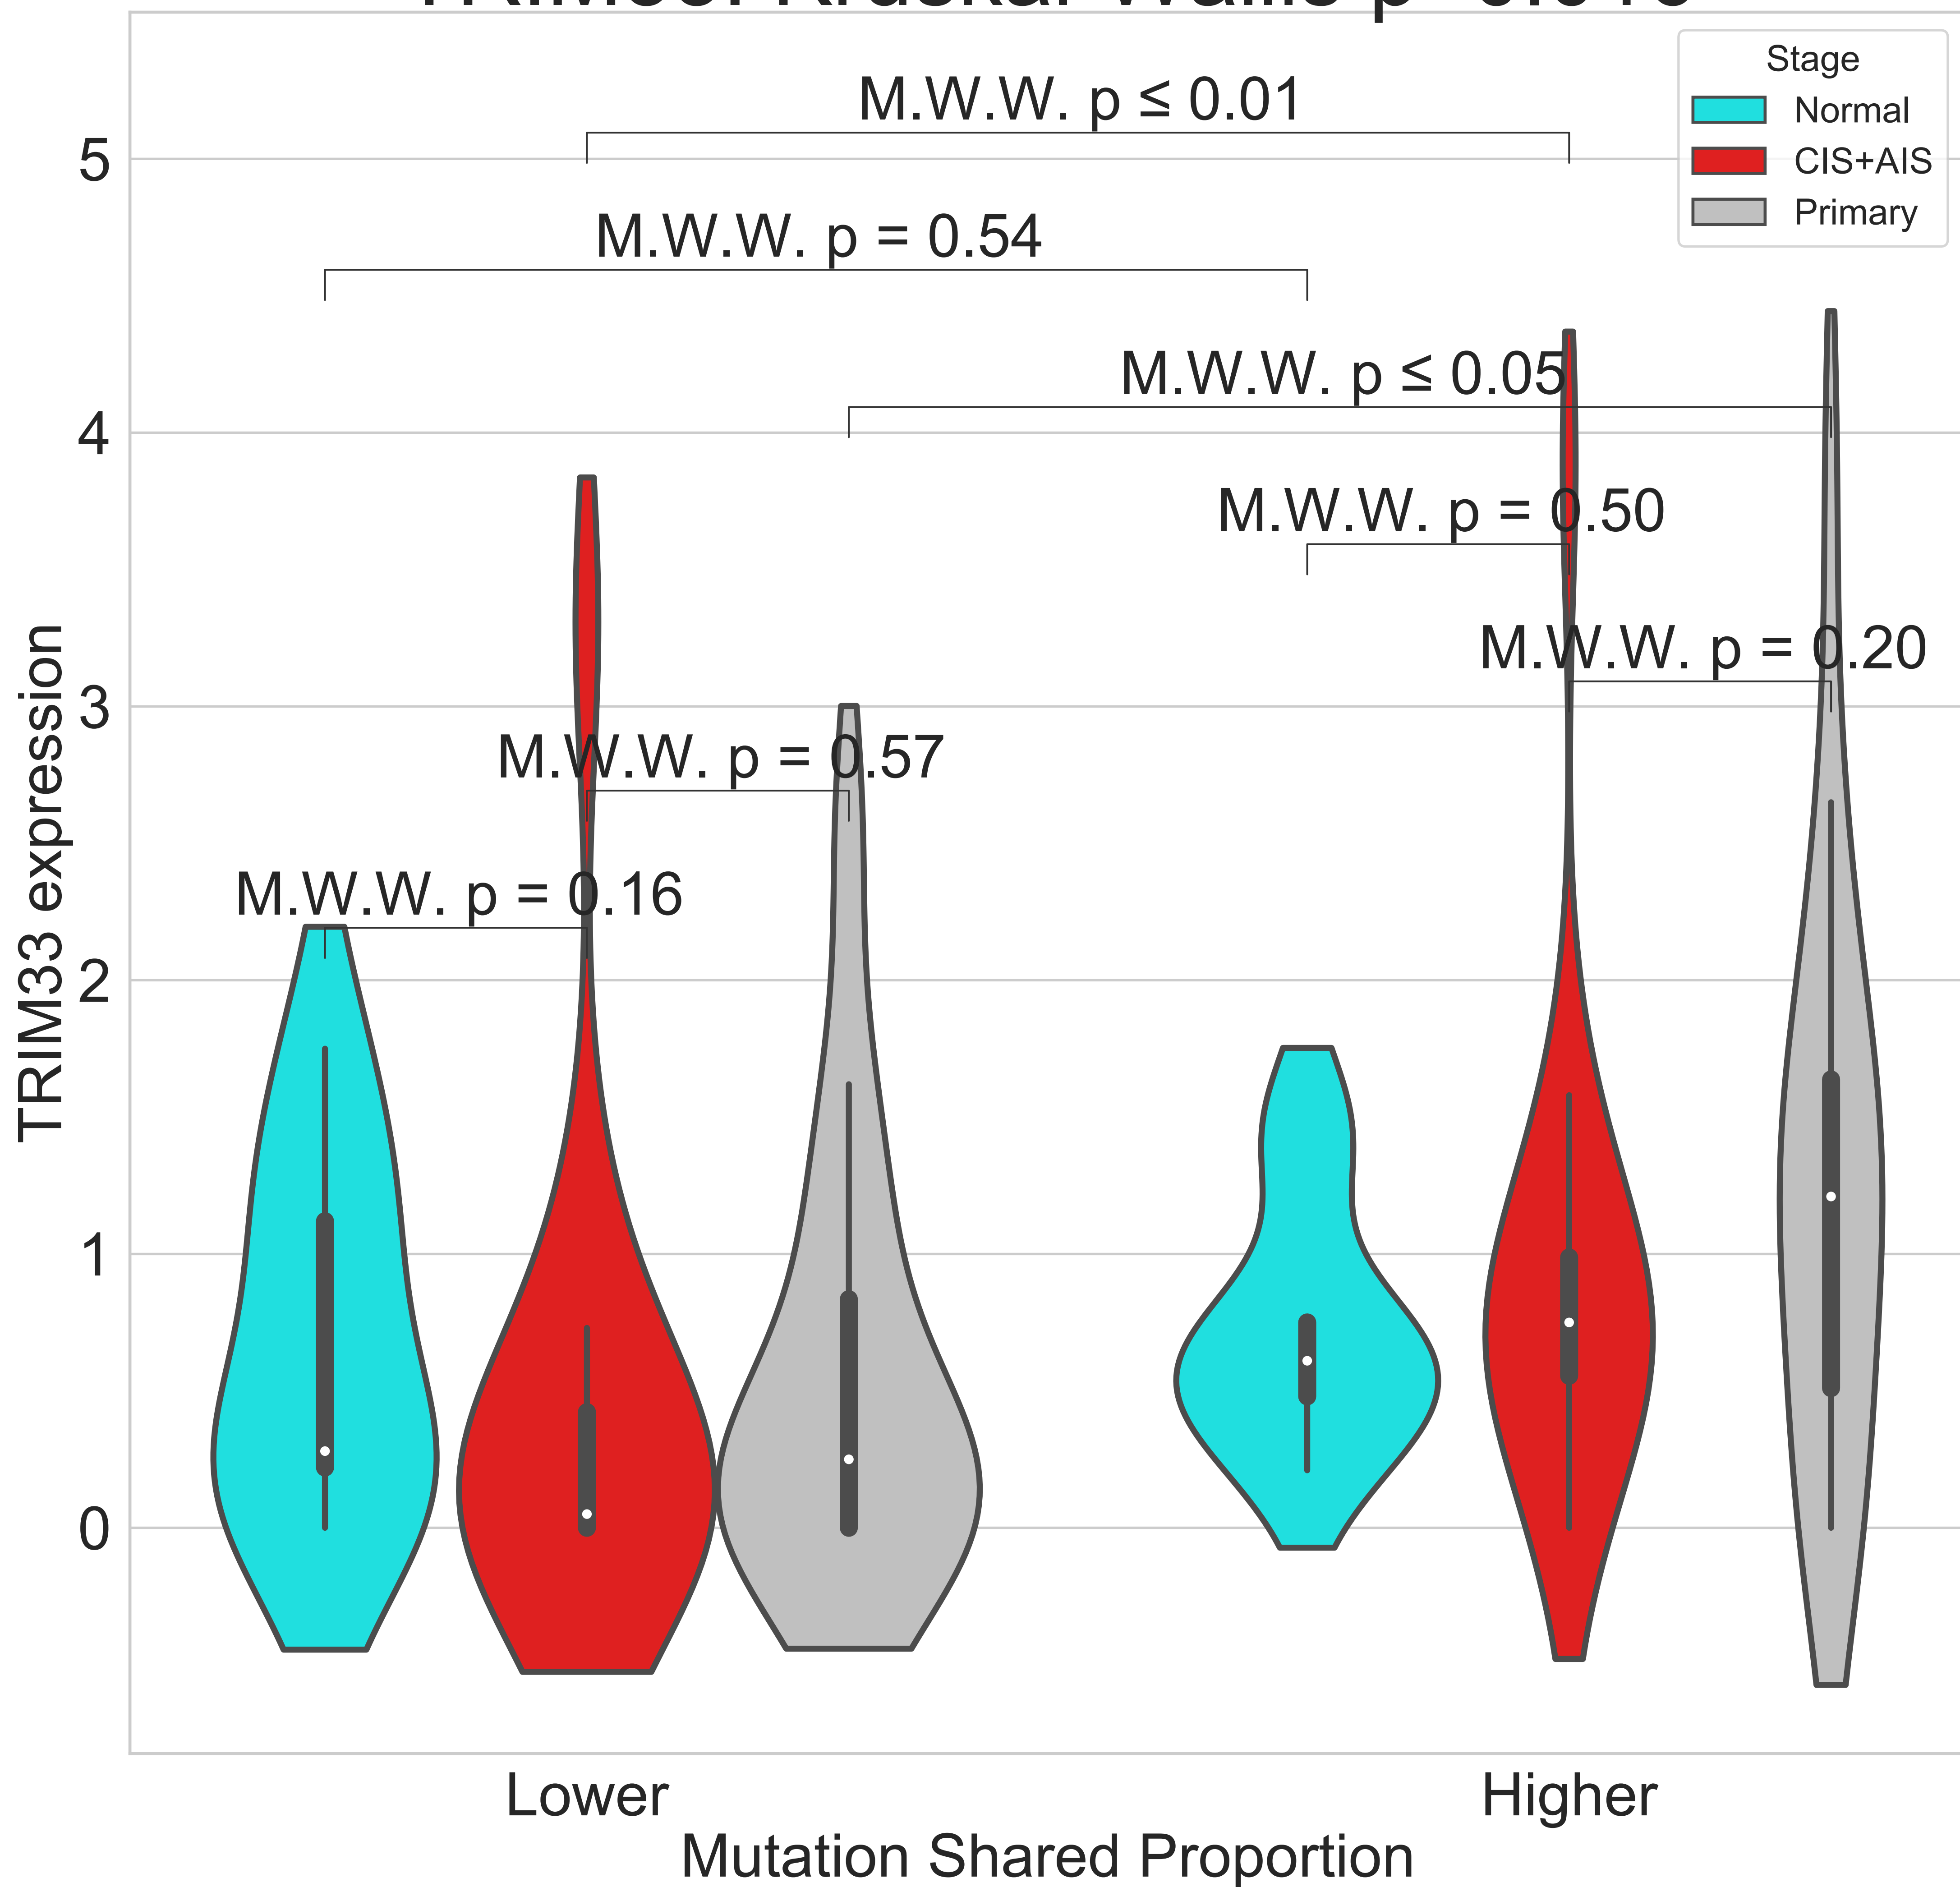 Stage
Normal
CIS+AIS
Primary
M.W.W. p ≤ 0.01
M.W.W. p = 0.54
M.W.W. p ≤ 0.05
M.W.W. p = 0.50
M.W.W. p = 0.20
M.W.W. p = 0.57
M.W.W. p = 0.16
5
4
3
2
1
0
TRIM33 expression
Lower
Higher
Mutation Shared Proportion